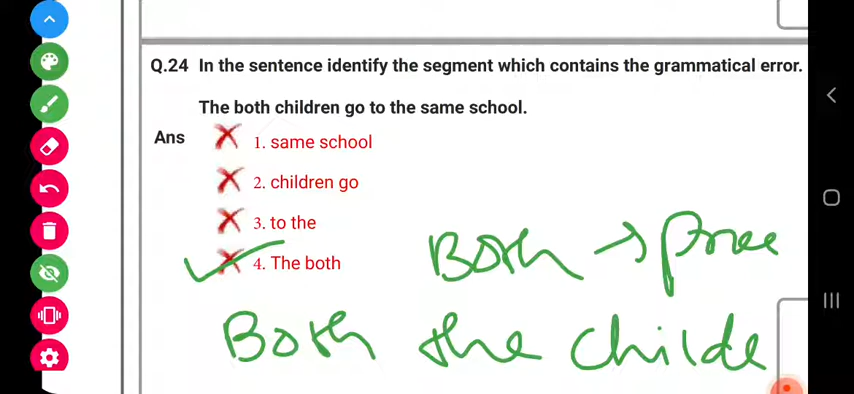 Q.24 In the sentence identify the segment which contains the grammatical error.
The both children go to the same school.
Ans 1. same school
2. children go
3. to the
4. The both
Both →
Both the childe